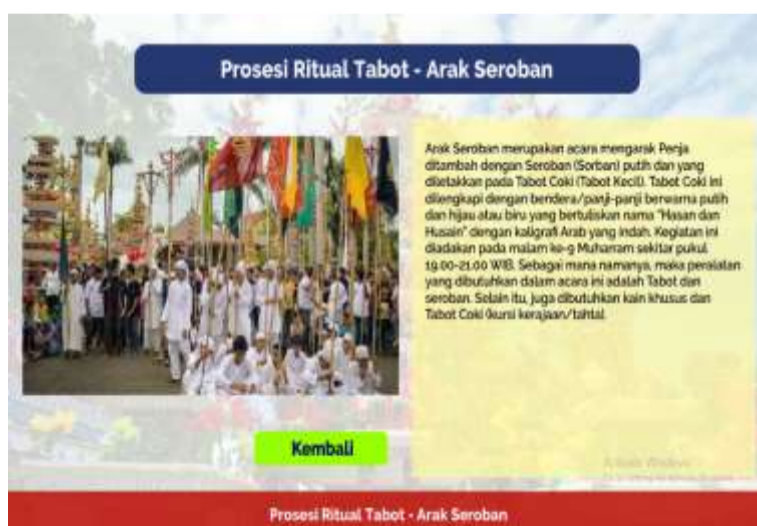 Prosesi Ritual Tabot - Arak Seroban
Arak Seroban merupakan acara mengarak Penja
ditambah dengan Seroban (Sorban) putih dan yang
diletakkan pada Tabot Coki (Tabot Kecil). Tabot Coki ini
dilengkapi dengan bendera/panji-panji berwarna putih
dan hijau atau biru yang bertuliskan nama "Hasan dan
Husain" dengan kaligrafi Arab yang indah. Kegiatan ini
diadakan pada malam ke-9 Muharram sekitar pukul
19.00-21.00 WIB. Sebagai mana namanya, maka peralatan
yang dibutuhkan dalam acara ini adalah Tabot dan
seroban. Selain itu, juga dibutuhkan kain khusus dan
Tabot Coki (kursi kerajaan/tahta).
Kembali
Activate Windows
Prosesi Ritual Tabot - Arak Seroban